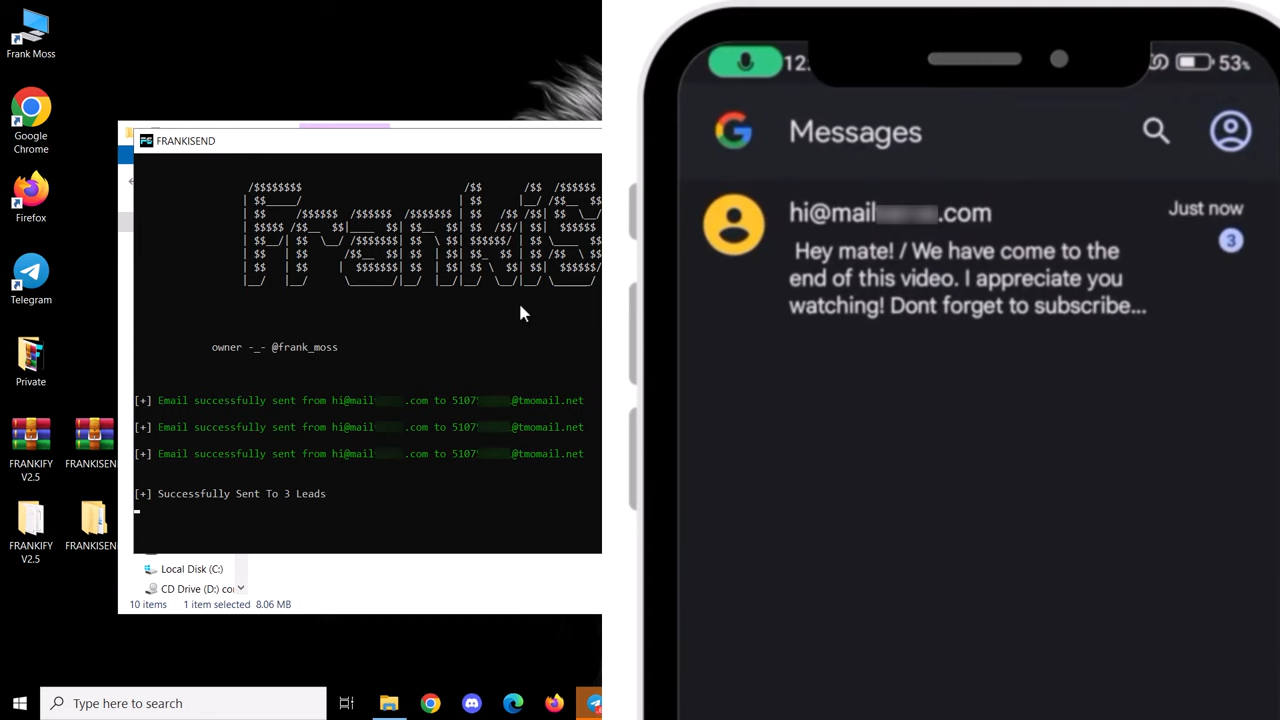 Frank Moss
Google
Chrome
Firefox
Telegram
Private
FRANKIFY
V2.5
FRANKISEN
FRANKIFY
V2.5
FRANKISEN
FRANKISEND
FrankiS
owner -_- @frank_moss
[+] Email successfully sent from hi@mail .com to 5107 @tmomail.net
[+] Email successfully sent from hi@mail .com to 5107 @tmomail.net
[+] Email successfully sent from hi@mail .com to 5107 @tmomail.net
[+] Successfully Sent To 3 Leads
Local Disk (C:)
CD Drive (D:) co
10 items 1 item selected 8.06 MB
Type here to search
12
53%
Messages
hi@mail .com
Just now
3
Hey mate! / We have come to the
end of this video. I appreciate you
watching! Dont forget to subscribe...